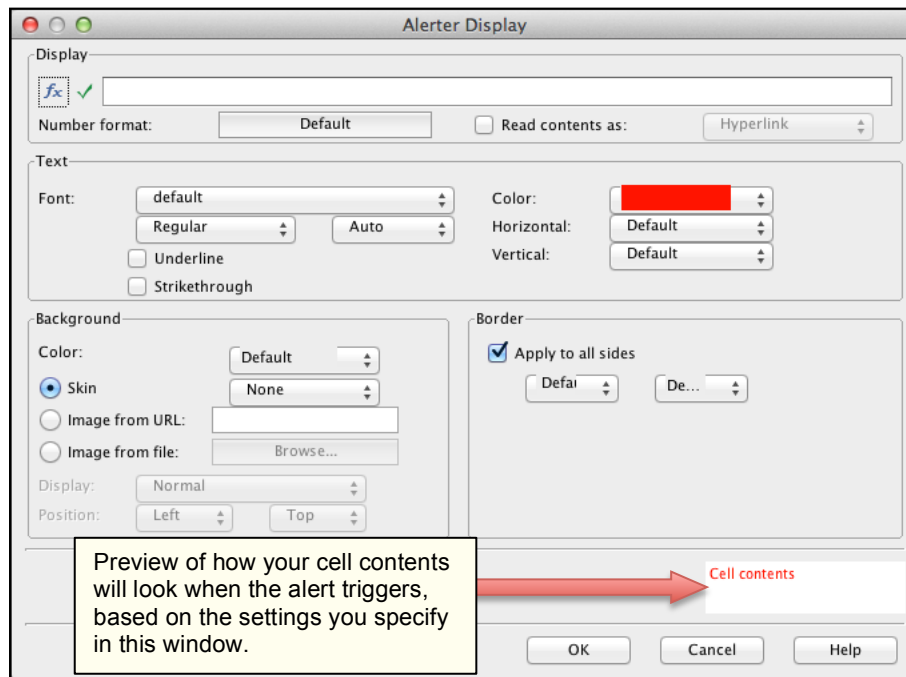 Alerter Display
Display
fx
Number format: Default Read contents as: Hyperlink
Text
Font: default Color:
Regular Auto Horizontal: Default
Underline Vertical: Default
Strikethrough
Background
Color: Default
Skin None
Image from URL:
Image from file: Browse...
Display: Normal
Position: Left Top
Border
Apply to all sides
Defau De...
Preview of how your cell contents
will look when the alert triggers,
based on the settings you specify
in this window.
Cell contents
OK Cancel Help